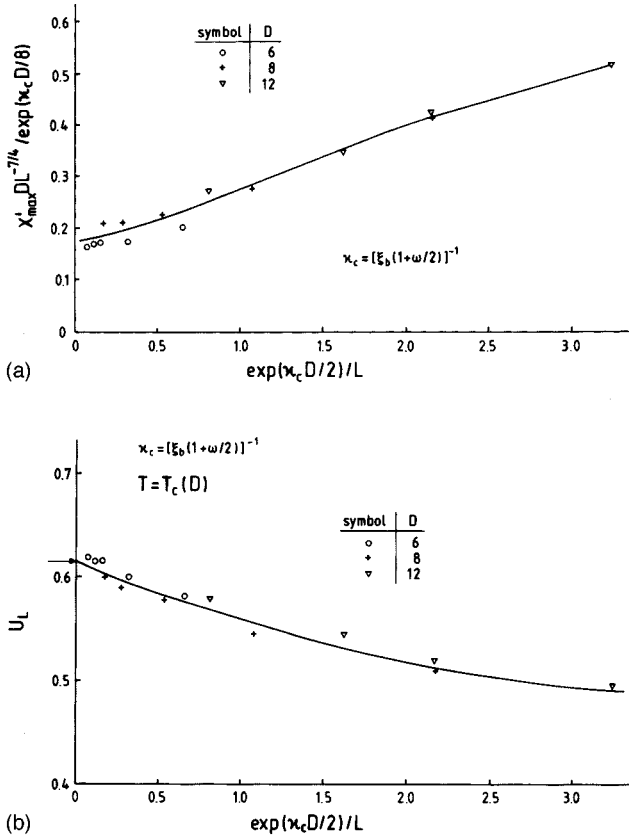 symbol D
o 6
+ 8
▽ 12
0.6
0.5
0.4
0.3
0.2
0.1
0
χ'max DL^-7/4 / exp(ϰcD/8)
ϰc = [ξb(1+ω/2)]^-1
0 0.5 1.0 1.5 2.0 2.5 3.0
(a)
exp(ϰcD/2)/L
ϰc = [ξb(1+ω/2)]^-1
T = Tc(D)
symbol D
o 6
+ 8
▽ 12
0.7
0.6
0.5
0.4
UL
0 0.5 1.0 1.5 2.0 2.5 3.0
(b)
exp(ϰcD/2)/L